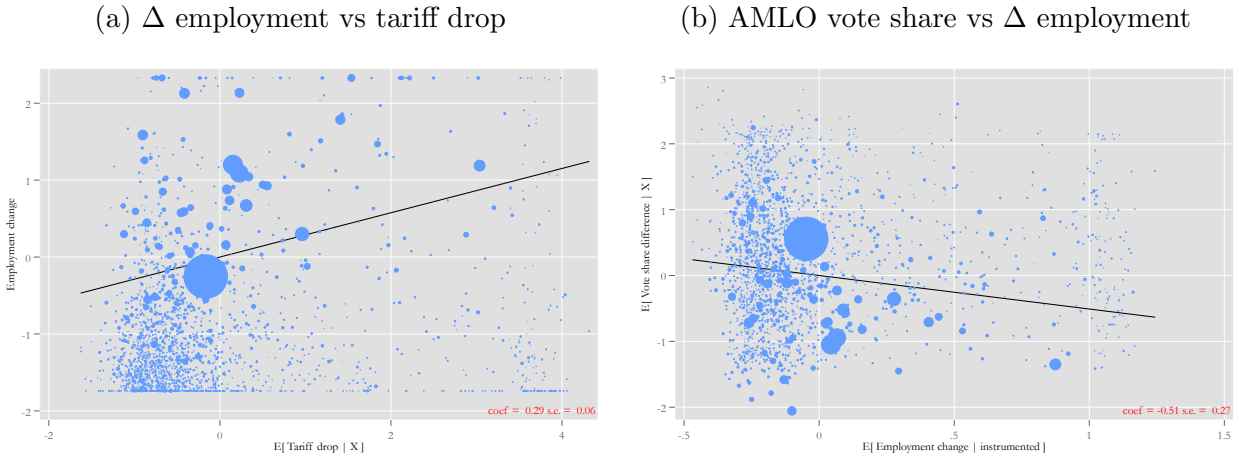 (a) Δ employment vs tariff drop
2
1
0
-1
-2
Employment change
-2
0
2
4
E[ Tariff drop | X ]
coef = 0.29 s.e. = 0.06
(b) AMLO vote share vs Δ employment
3
2
1
0
-1
-2
E[ Vote share difference | X ]
-.5
0
.5
1
1.5
E[ Employment change | instrumented ]
coef = -0.51 s.e. = 0.27